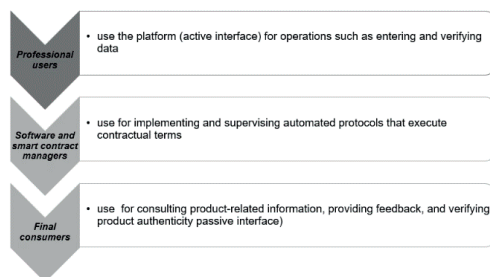 Professional
users
• use the platform (active interface) for operations such as entering and verifying
data
Software and
smart contract
managers
• use for implementing and supervising automated protocols that execute
contractual terms
Final
consumers
• use for consulting product-related information, providing feedback, and verifying
product authenticity passive interface)